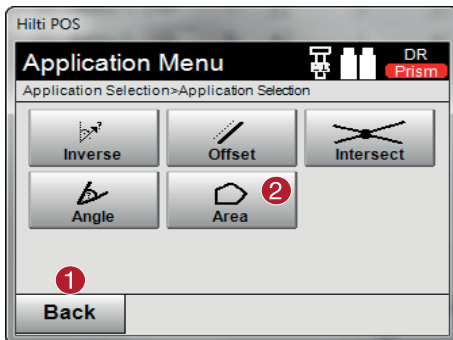 Hilti POS
Application Menu
DR
Prism
Application Selection>Application Selection
Inverse
Offset
Intersect
Angle
Area
2
1
Back